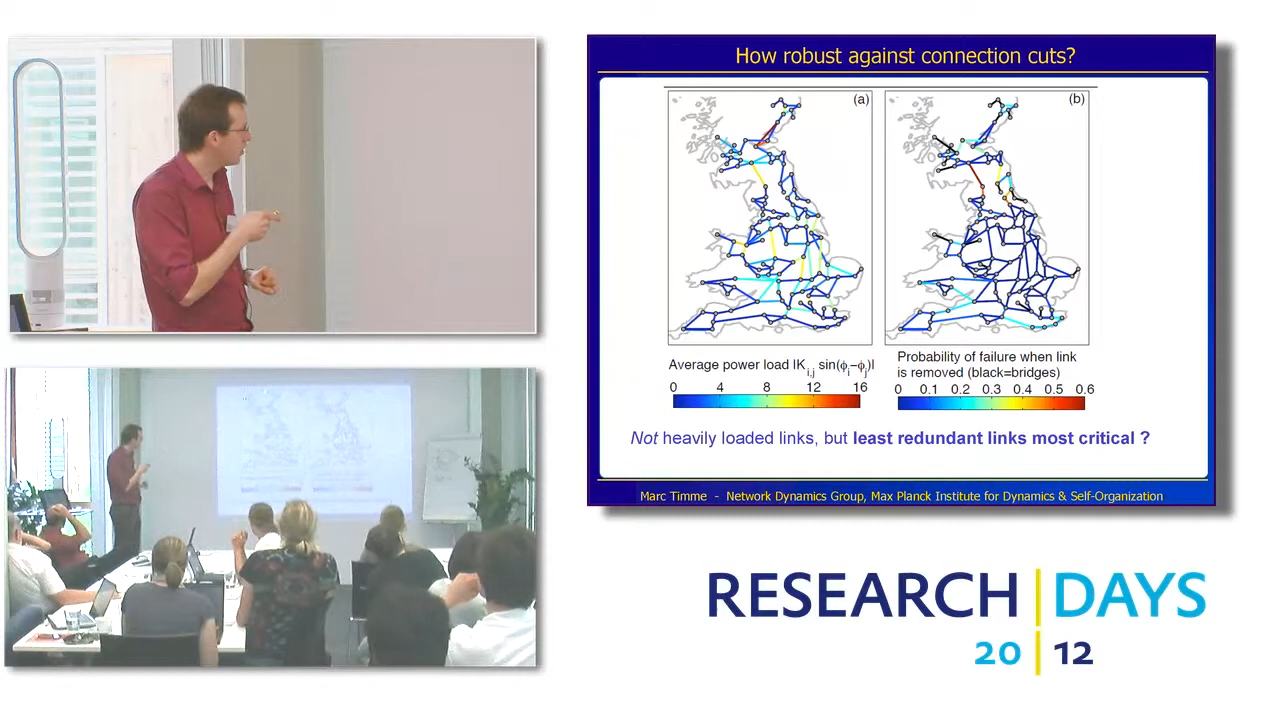 How robust against connection cuts?
(a)
(b)
Average power load |K i,j sin(ϕi−ϕj)|
0 4 8 12 16
Probability of failure when link
is removed (black=bridges)
0 0.1 0.2 0.3 0.4 0.5 0.6
Not heavily loaded links, but least redundant links most critical ?
Marc Timme - Network Dynamics Group, Max Planck Institute for Dynamics & Self-Organization
RESEARCH DAYS
20 12